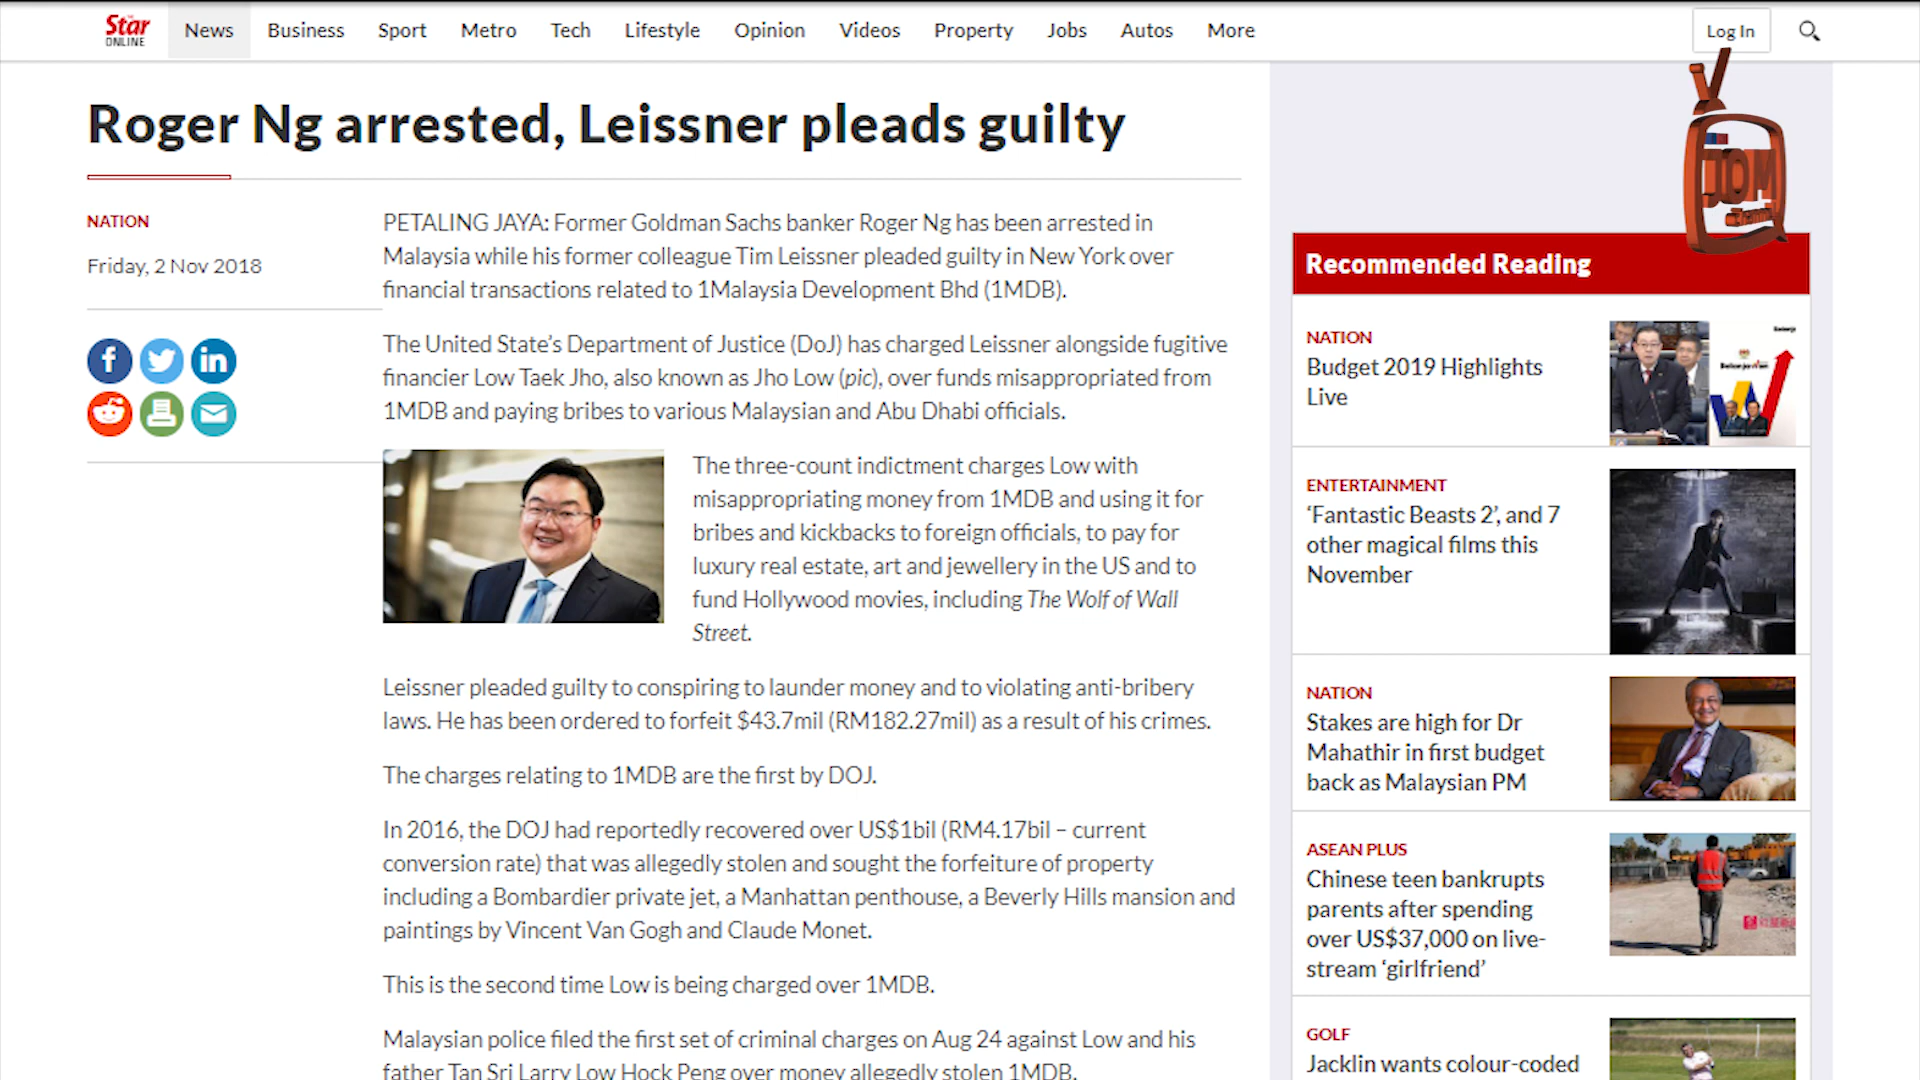 Star
ONLINE
News
Business
Sport
Metro
Tech
Lifestyle
Opinion
Videos
Property
Jobs
Autos
More
Log In
Roger Ng arrested, Leissner pleads guilty
NATION
Friday, 2 Nov 2018
PETALING JAYA: Former Goldman Sachs banker Roger Ng has been arrested in
Malaysia while his former colleague Tim Leissner pleaded guilty in New York over
financial transactions related to 1Malaysia Development Bhd (1MDB).
The United State’s Department of Justice (DoJ) has charged Leissner alongside fugitive
financier Low Taek Jho, also known as Jho Low (pic), over funds misappropriated from
1MDB and paying bribes to various Malaysian and Abu Dhabi officials.
The three-count indictment charges Low with
misappropriating money from 1MDB and using it for
bribes and kickbacks to foreign officials, to pay for
luxury real estate, art and jewellery in the US and to
fund Hollywood movies, including The Wolf of Wall
Street.
Leissner pleaded guilty to conspiring to launder money and to violating anti-bribery
laws. He has been ordered to forfeit $43.7mil (RM182.27mil) as a result of his crimes.
The charges relating to 1MDB are the first by DOJ.
In 2016, the DOJ had reportedly recovered over US$1bil (RM4.17bil – current
conversion rate) that was allegedly stolen and sought the forfeiture of property
including a Bombardier private jet, a Manhattan penthouse, a Beverly Hills mansion and
paintings by Vincent Van Gogh and Claude Monet.
This is the second time Low is being charged over 1MDB.
Malaysian police filed the first set of criminal charges on Aug 24 against Low and his
father Tan Sri Larry Low Hock Peng over money allegedly stolen 1MDB.
JOM
Channel
Recommended Reading
NATION
Budget 2019 Highlights
Live
ENTERTAINMENT
‘Fantastic Beasts 2’, and 7
other magical films this
November
NATION
Stakes are high for Dr
Mahathir in first budget
back as Malaysian PM
ASEAN PLUS
Chinese teen bankrupts
parents after spending
over US$37,000 on live-
stream ‘girlfriend’
GOLF
Jacklin wants colour-coded